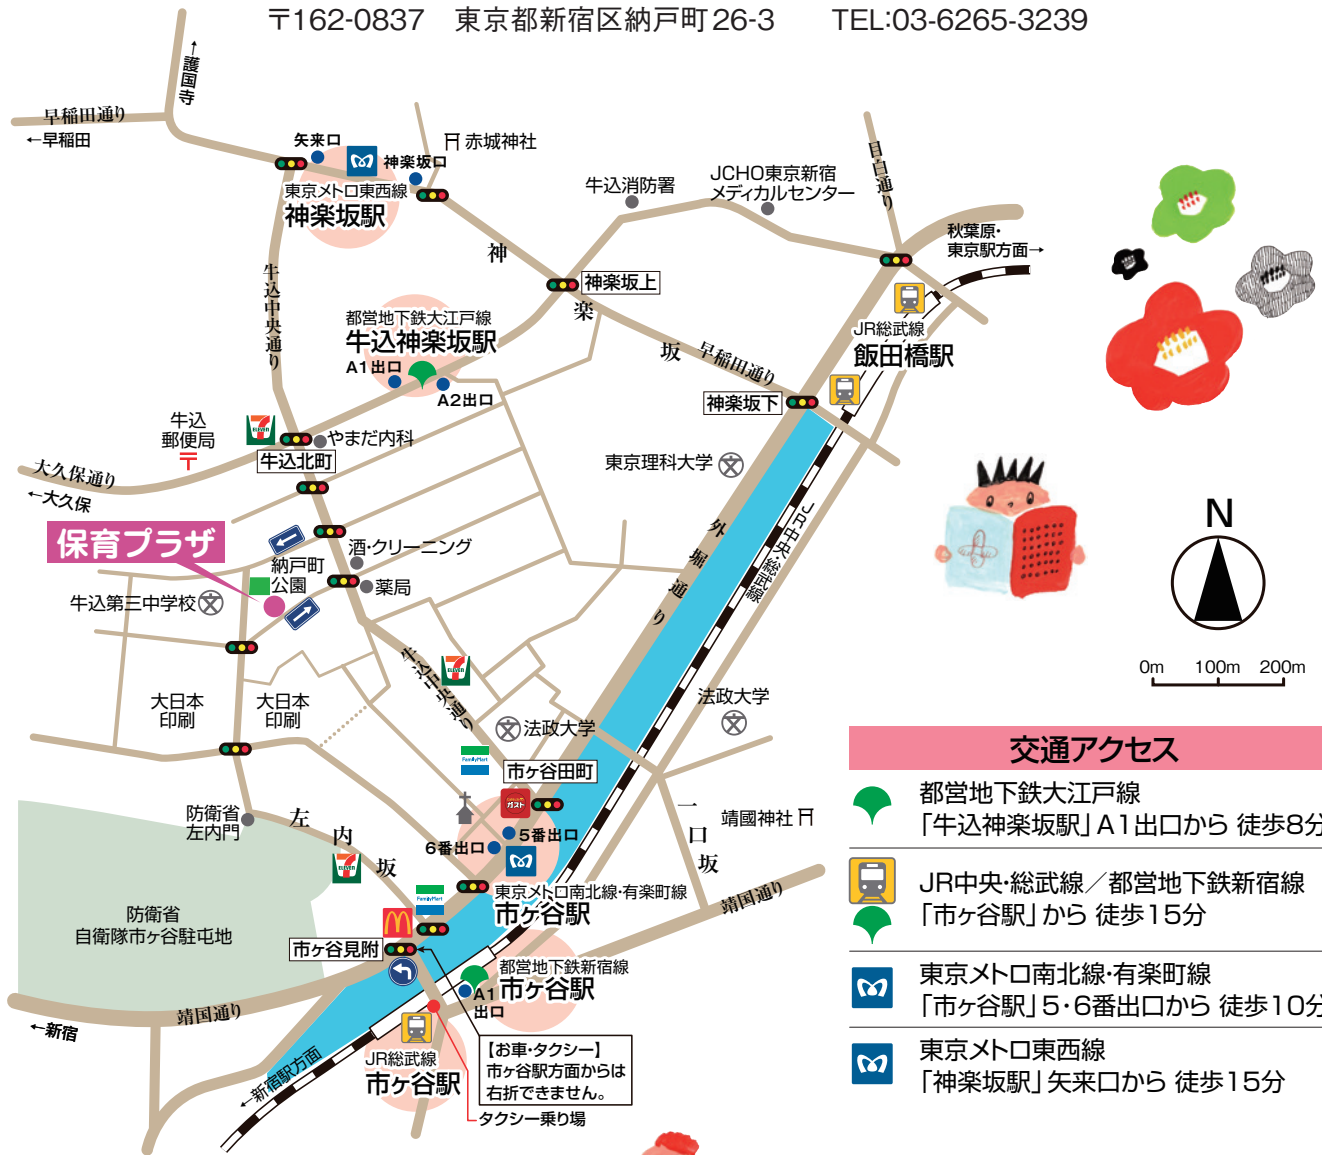 〒162-0837 東京都新宿区納戸町26-3 TEL:03-6265-3239
→護国寺
早稲田通り
←早稲田
矢来口
神楽坂口
赤城神社
東京メトロ東西線
神楽坂駅
牛込消防署
JCHO東京新宿
メディカルセンター
目白通り
秋葉原・
東京駅方面→
神楽坂
神楽坂上
牛込中央通り
都営地下鉄大江戸線
牛込神楽坂駅
A1出口
A2出口
JR総武線
飯田橋駅
早稲田通り
神楽坂下
牛込
郵便局
ELEVEN
やまだ内科
牛込北町
大久保通り
←大久保
東京理科大学
文
外堀通り
JR中央・総武線
保育プラザ
納戸町
公園
酒・クリーニング
薬局
牛込第三中学校
文
牛込中央通り
ELEVEN
大日本
印刷
大日本
印刷
法政大学
文
法政大学
文
FamilyMart
市ヶ谷田町
ガスト
防衛省
左内門
左内坂
ELEVEN
6番出口
5番出口
一口坂
靖國神社
靖国通り
FamilyMart
東京メトロ南北線・有楽町線
市ヶ谷駅
防衛省
自衛隊市ヶ谷駐屯地
市ヶ谷見附
都営地下鉄新宿線
市ヶ谷駅
A1
出口
靖国通り
←新宿
←新宿駅方面
JR総武線
市ヶ谷駅
【お車・タクシー】
市ヶ谷駅方面からは
右折できません。
タクシー乗り場
N
0m 100m 200m
交通アクセス
都営地下鉄大江戸線
「牛込神楽坂駅」A1出口から 徒歩8分
JR中央・総武線／都営地下鉄新宿線
「市ヶ谷駅」から 徒歩15分
東京メトロ南北線・有楽町線
「市ヶ谷駅」5・6番出口から 徒歩10分
東京メトロ東西線
「神楽坂駅」矢来口から 徒歩15分